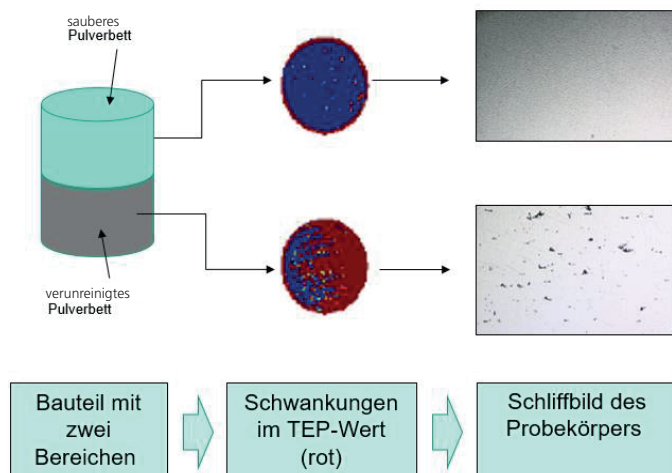 sauberes
Pulverbett
verunreinigtes
Pulverbett
Bauteil mit
zwei
Bereichen
Schwankungen
im TEP-Wert
(rot)
Schliffbild des
Probekörpers